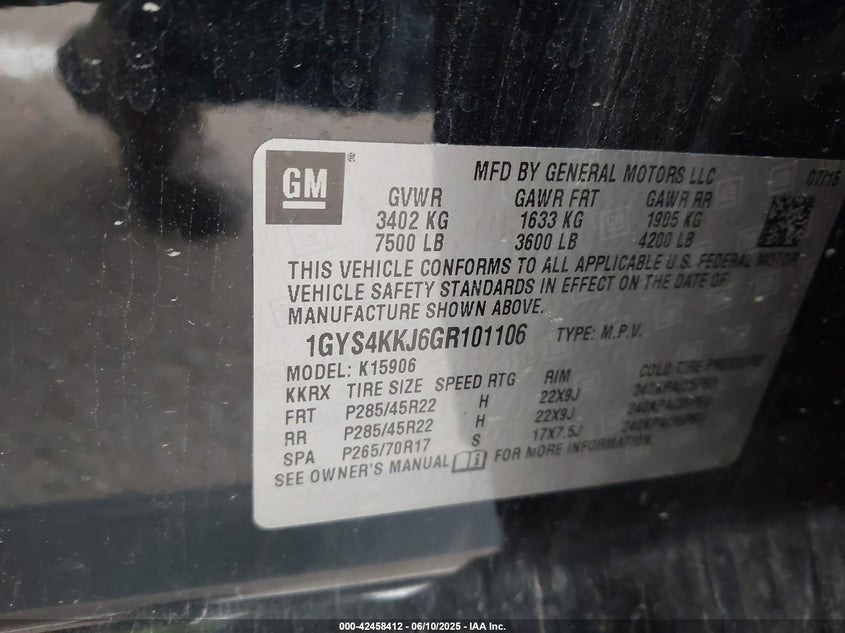 GM ®
MFD BY GENERAL MOTORS LLC 07/15
GVWR GAWR FRT GAWR RR
3402 KG 1633 KG 1905 KG
7500 LB 3600 LB 4200 LB
THIS VEHICLE CONFORMS TO ALL APPLICABLE U.S. FEDERAL MOTOR
VEHICLE SAFETY STANDARDS IN EFFECT ON THE DATE OF
MANUFACTURE SHOWN ABOVE.
1GYS4KKJ6GR101106 TYPE: M.P.V.
MODEL: K15906
KKRX TIRE SIZE SPEED RTG RIM COLD TIRE PRESSURE
FRT P285/45R22 H 22X9J
RR P285/45R22 H 22X9J
SPA P265/70R17 S 17X7.5J
SEE OWNER'S MANUAL FOR MORE INFORMATION.
000-42458412 - 06/10/2025 - IAA Inc.